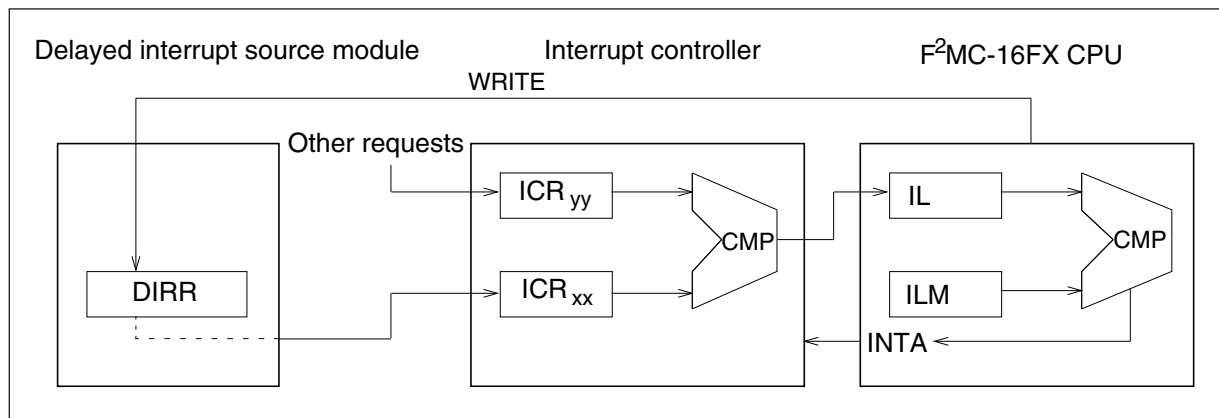 Delayed interrupt source module
Interrupt controller
F²MC-16FX CPU
WRITE
Other requests
ICR yy
CMP
IL
CMP
DIRR
ICR xx
ILM
INTA